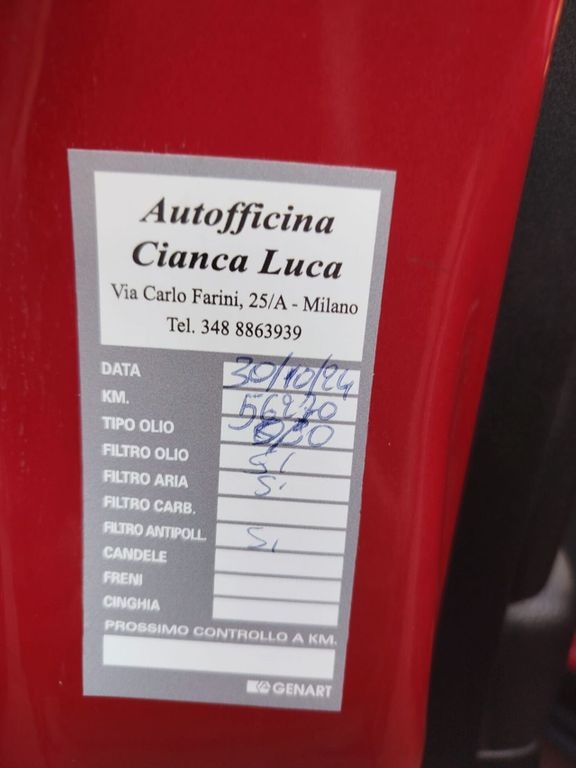 Autofficina
Cianca Luca
Via Carlo Farini, 25/A - Milano
Tel. 348 8863939
DATA 30/10/24
KM. 56270
TIPO OLIO
FILTRO OLIO Si
FILTRO ARIA Si
FILTRO CARB.
FILTRO ANTIPOLL. Si
CANDELE
FRENI
CINGHIA
PROSSIMO CONTROLLO A KM.
GENART